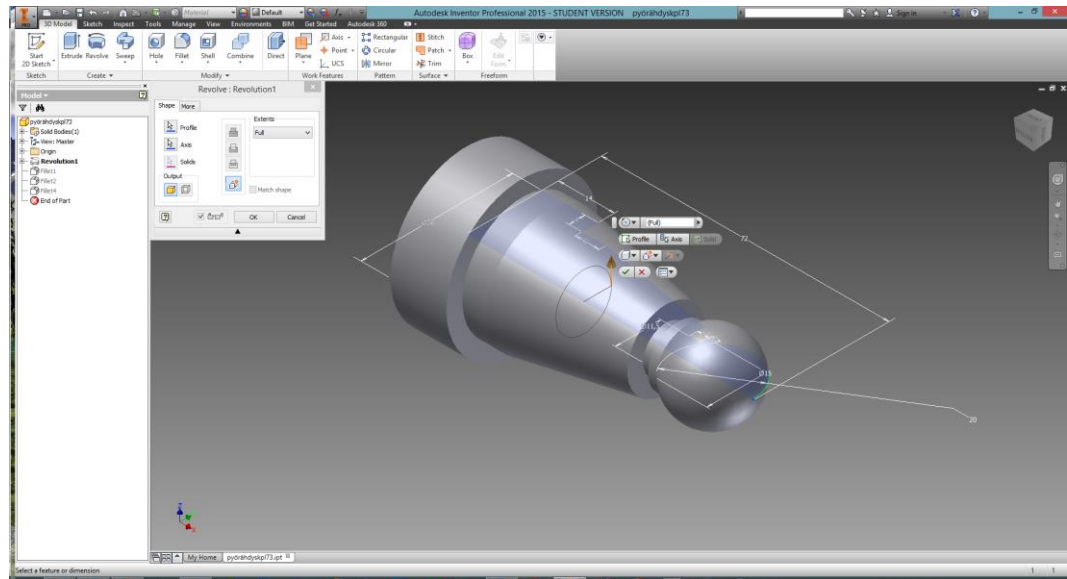 Material
Default
Autodesk Inventor Professional 2015 - STUDENT VERSION pyörähdyskpl73
Sign In
PRO
3D Model Sketch Inspect Tools Manage View Environments BIM Get Started Autodesk 360
Start 2D Sketch
Extrude Revolve Sweep
Hole Fillet Shell Combine
Direct
Plane
Axis
Point
UCS
Rectangular
Circular
Mirror
Stitch
Patch
Trim
Box
Edit Form
Sketch Create Modify Work Features Pattern Surface Freeform
Model
pyörähdyskpl73
Solid Bodies(1)
View: Master
Origin
Revolution1
Fillet1
Fillet2
Fillet4
End of Part
Revolve : Revolution1
Shape More
Profile
Axis
Solids
Output
Extents
Full
Match shape
OK Cancel
14
72
(Full)
Profile Axis Solid
Ø15
20
My Home pyörähdyskpl73.ipt
Select a feature or dimension
1 1